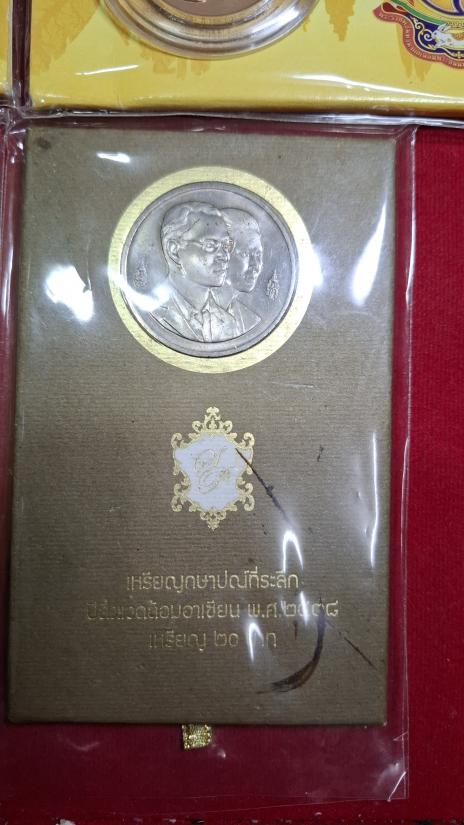 เหรียญกษาปณ์ที่ระลึก
ปีสิ่งแวดล้อมอาเซียน พ.ศ.๒๕๓๘
เหรียญ ๒๐ บาท